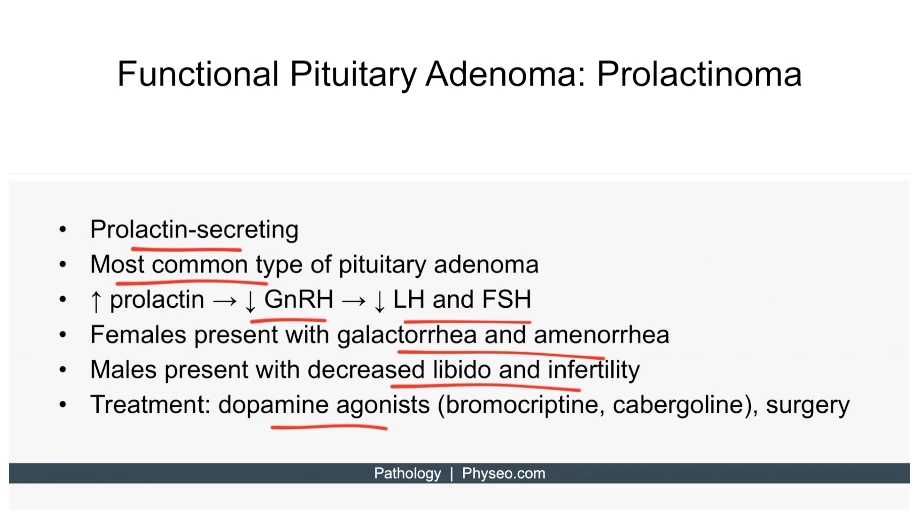 Functional Pituitary Adenoma: Prolactinoma
• Prolactin-secreting
• Most common type of pituitary adenoma
• ↑ prolactin → ↓ GnRH → ↓ LH and FSH
• Females present with galactorrhea and amenorrhea
• Males present with decreased libido and infertility
• Treatment: dopamine agonists (bromocriptine, cabergoline), surgery
Pathology | Physeo.com